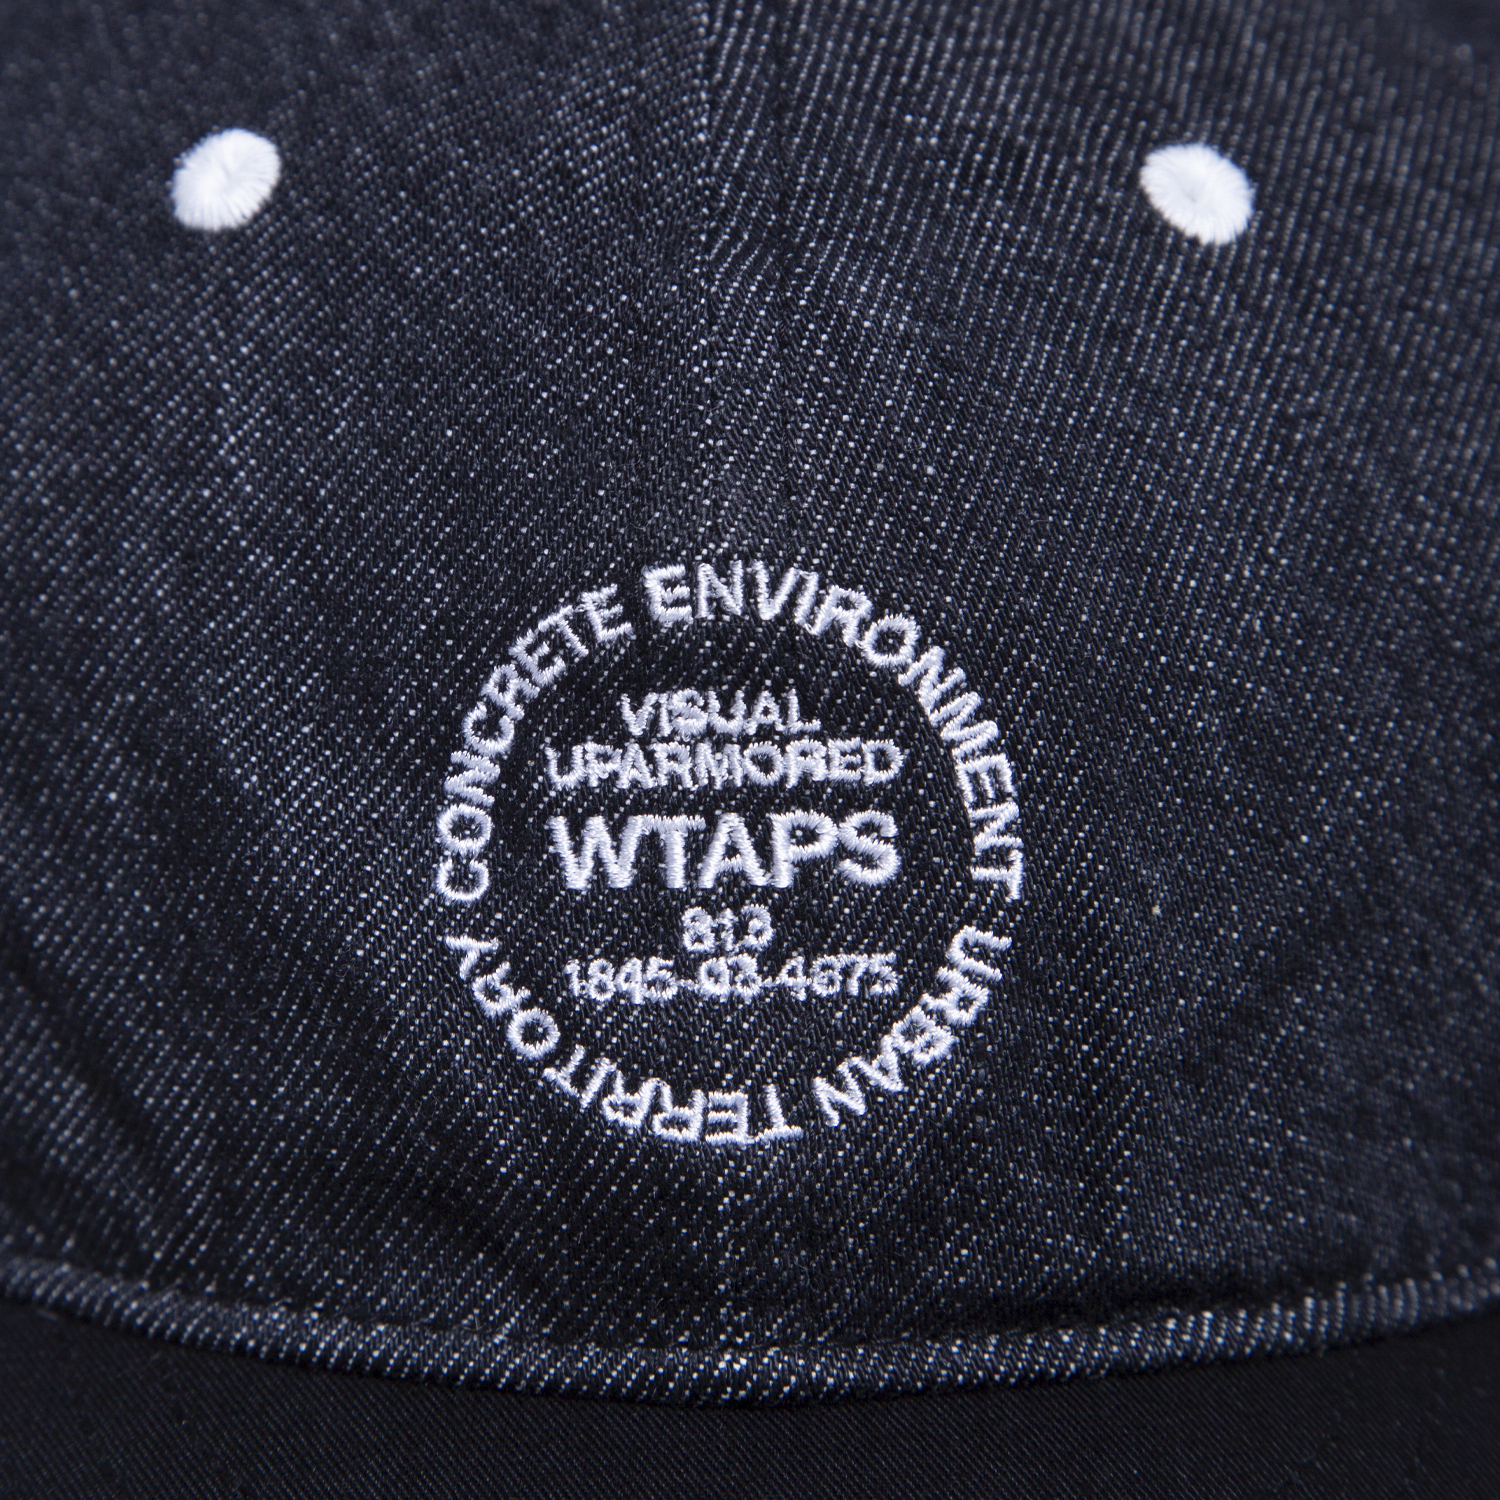 CONCRETE ENVIRONMENT URBAN TERRITORY
VISUAL
UPARMORED
WTAPS
813
1845-03-4675